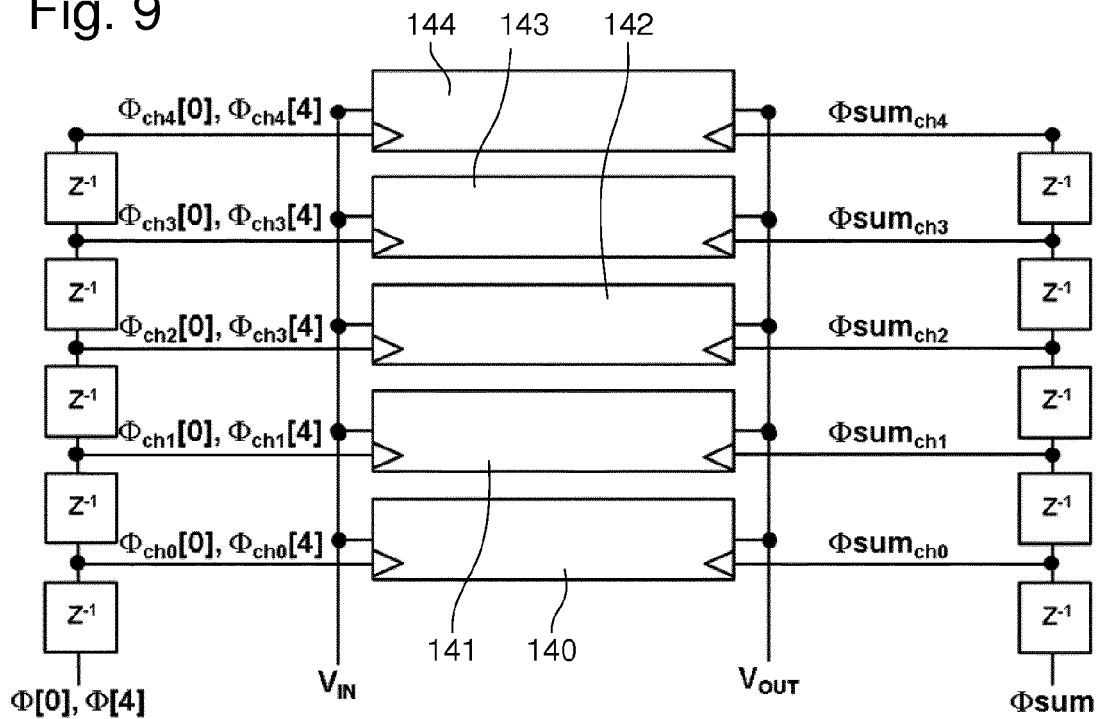 Fig. 9
144 143 142
Φch4[0], Φch4[4] Φsumch4
Z-1 Z-1
Φch3[0], Φch3[4] Φsumch3
Z-1 Z-1
Φch2[0], Φch3[4] Φsumch2
Z-1 Z-1
Φch1[0], Φch1[4] Φsumch1
Z-1 Z-1
Φch0[0], Φch0[4] Φsumch0
Z-1 Z-1
141 140
VIN VOUT
Φ[0], Φ[4] Φsum